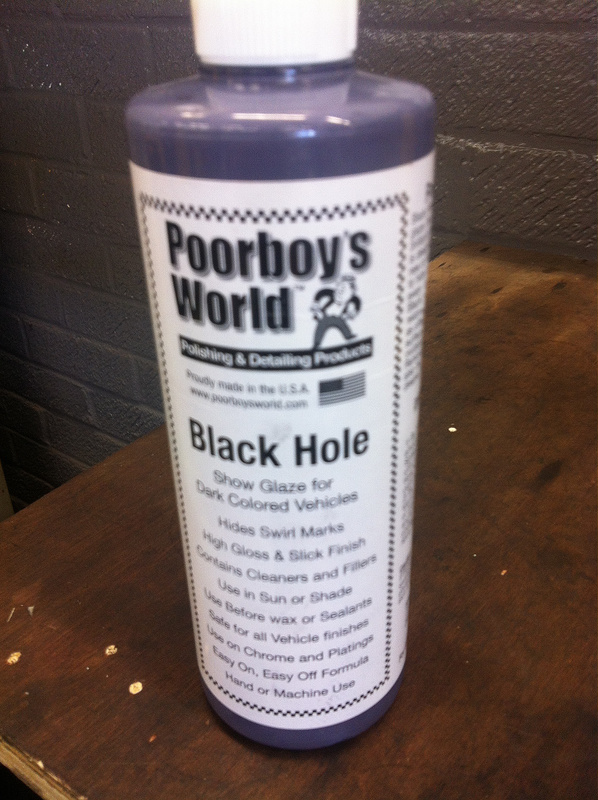 Poorboy's
World™
Polishing & Detailing Products
Proudly made in the U.S.A.
www.poorboysworld.com
Black Hole
Show Glaze for
Dark Colored Vehicles
Hides Swirl Marks
High Gloss & Slick Finish
Contains Cleaners and Fillers
Use in Sun or Shade
Use Before wax or Sealants
Safe for all Vehicle finishes
Use on Chrome and Platings
Easy On, Easy Off Formula
Hand or Machine Use